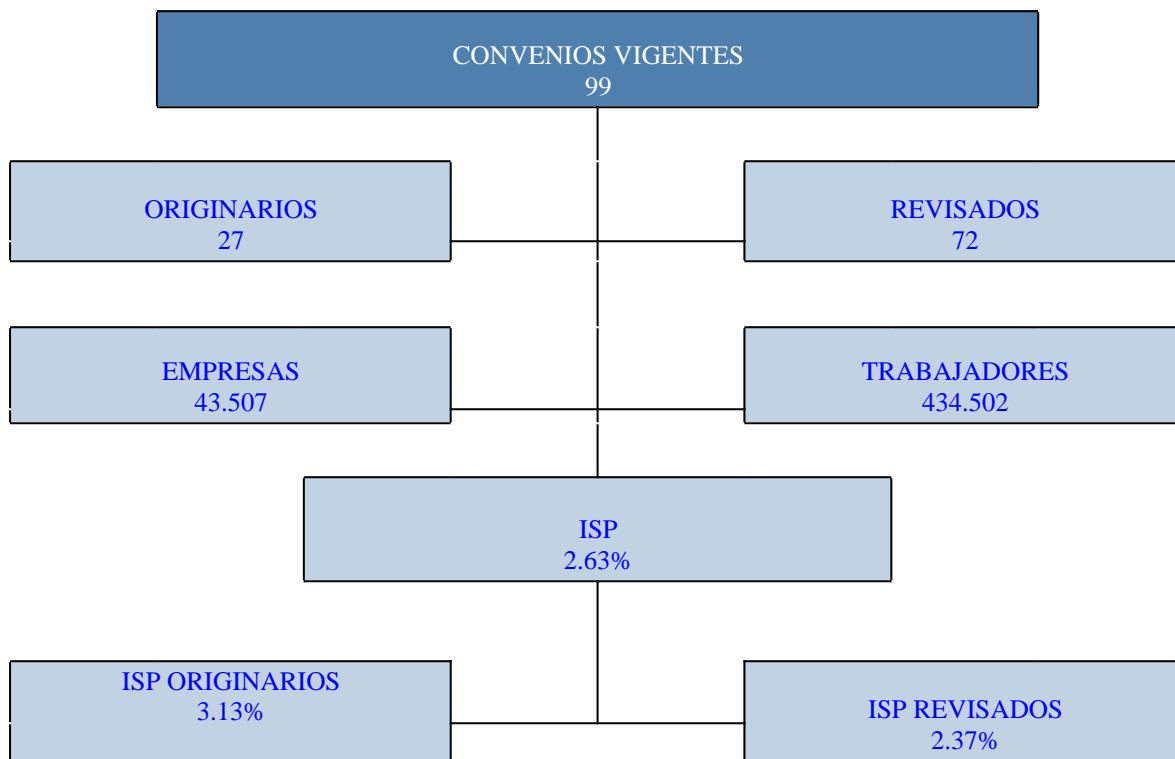 CONVENIOS VIGENTES
99
ORIGINARIOS
27
REVISADOS
72
EMPRESAS
43.507
TRABAJADORES
434.502
ISP
2.63%
ISP ORIGINARIOS
3.13%
ISP REVISADOS
2.37%